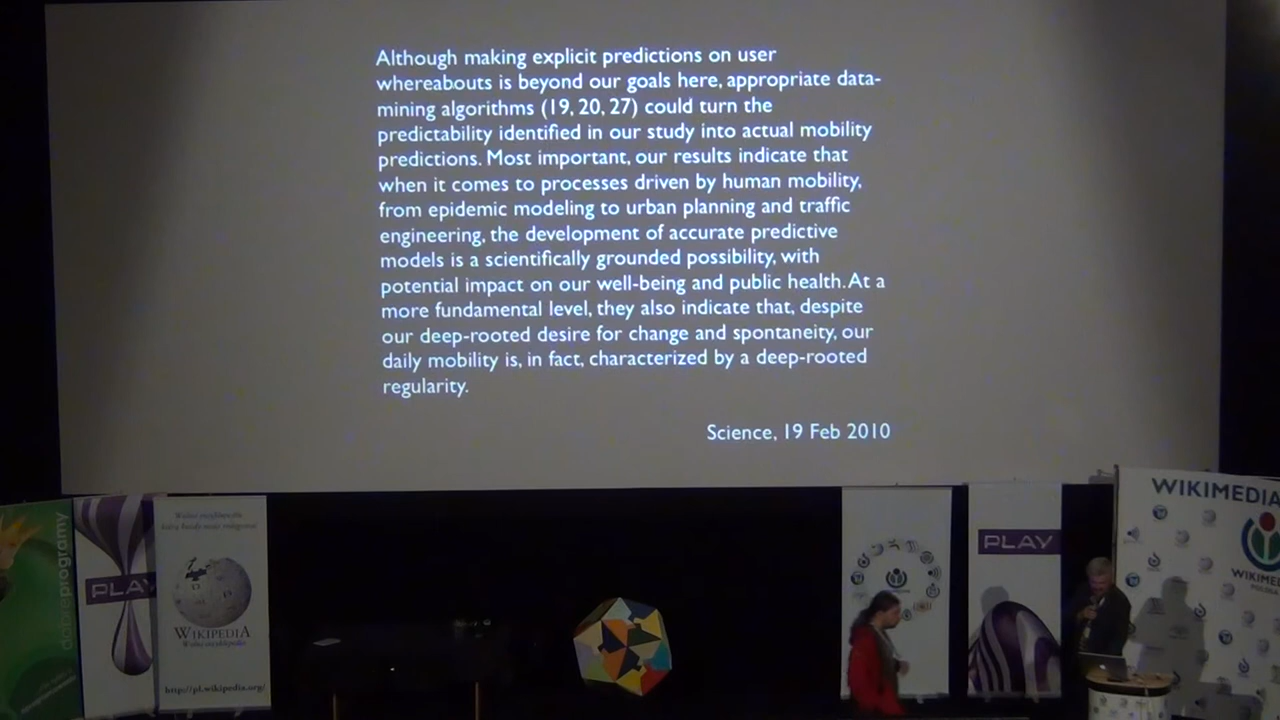 Although making explicit predictions on user
whereabouts is beyond our goals here, appropriate data-
mining algorithms (19, 20, 27) could turn the
predictability identified in our study into actual mobility
predictions. Most important, our results indicate that
when it comes to processes driven by human mobility,
from epidemic modeling to urban planning and traffic
engineering, the development of accurate predictive
models is a scientifically grounded possibility, with
potential impact on our well-being and public health. At a
more fundamental level, they also indicate that, despite
our deep-rooted desire for change and spontaneity, our
daily mobility is, in fact, characterized by a deep-rooted
regularity.
Science, 19 Feb 2010
dobreprogramy
PLAY
WIKIPEDIA
http://pl.wikipedia.org/
PLAY
WIKIMEDIA
WIKIME